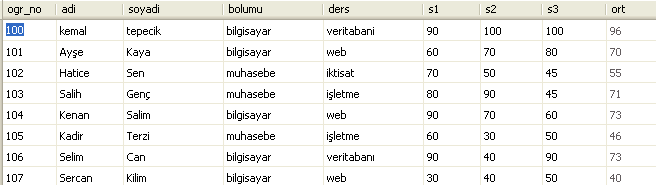 ogr_no adi soyadi bolumu ders s1 s2 s3 ort
100 kemal tepecik bilgisayar veritabani 90 100 100 96
101 Ayşe Kaya bilgisayar web 60 70 80 70
102 Hatice Sen muhasebe iktisat 70 50 45 55
103 Salih Genç muhasebe işletme 80 90 45 71
104 Kenan Salim bilgisayar web 90 70 60 73
105 Kadir Terzi muhasebe işletme 60 30 50 46
106 Selim Can bilgisayar veritabanı 90 40 90 73
107 Sercan Kilim bilgisayar web 30 40 50 40